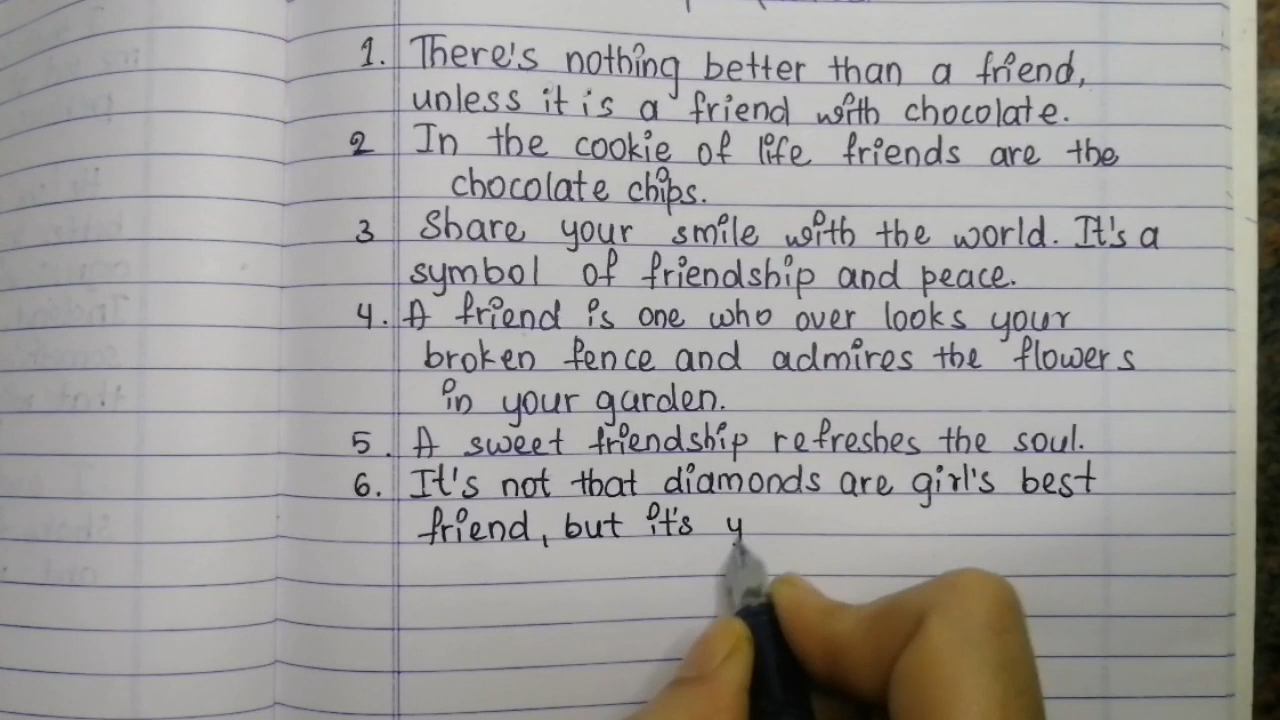 1. There's nothing better than a friend,
unless it is a friend with chocolate.
2 In the cookie of life friends are the
chocolate chips.
3 Share your smile with the world. It's a
symbol of friendship and peace.
4. A friend is one who over looks your
broken fence and admires the flowers
in your garden.
5. A sweet friendship refreshes the soul.
6. It's not that diamonds are girl's best
friend, but it's y